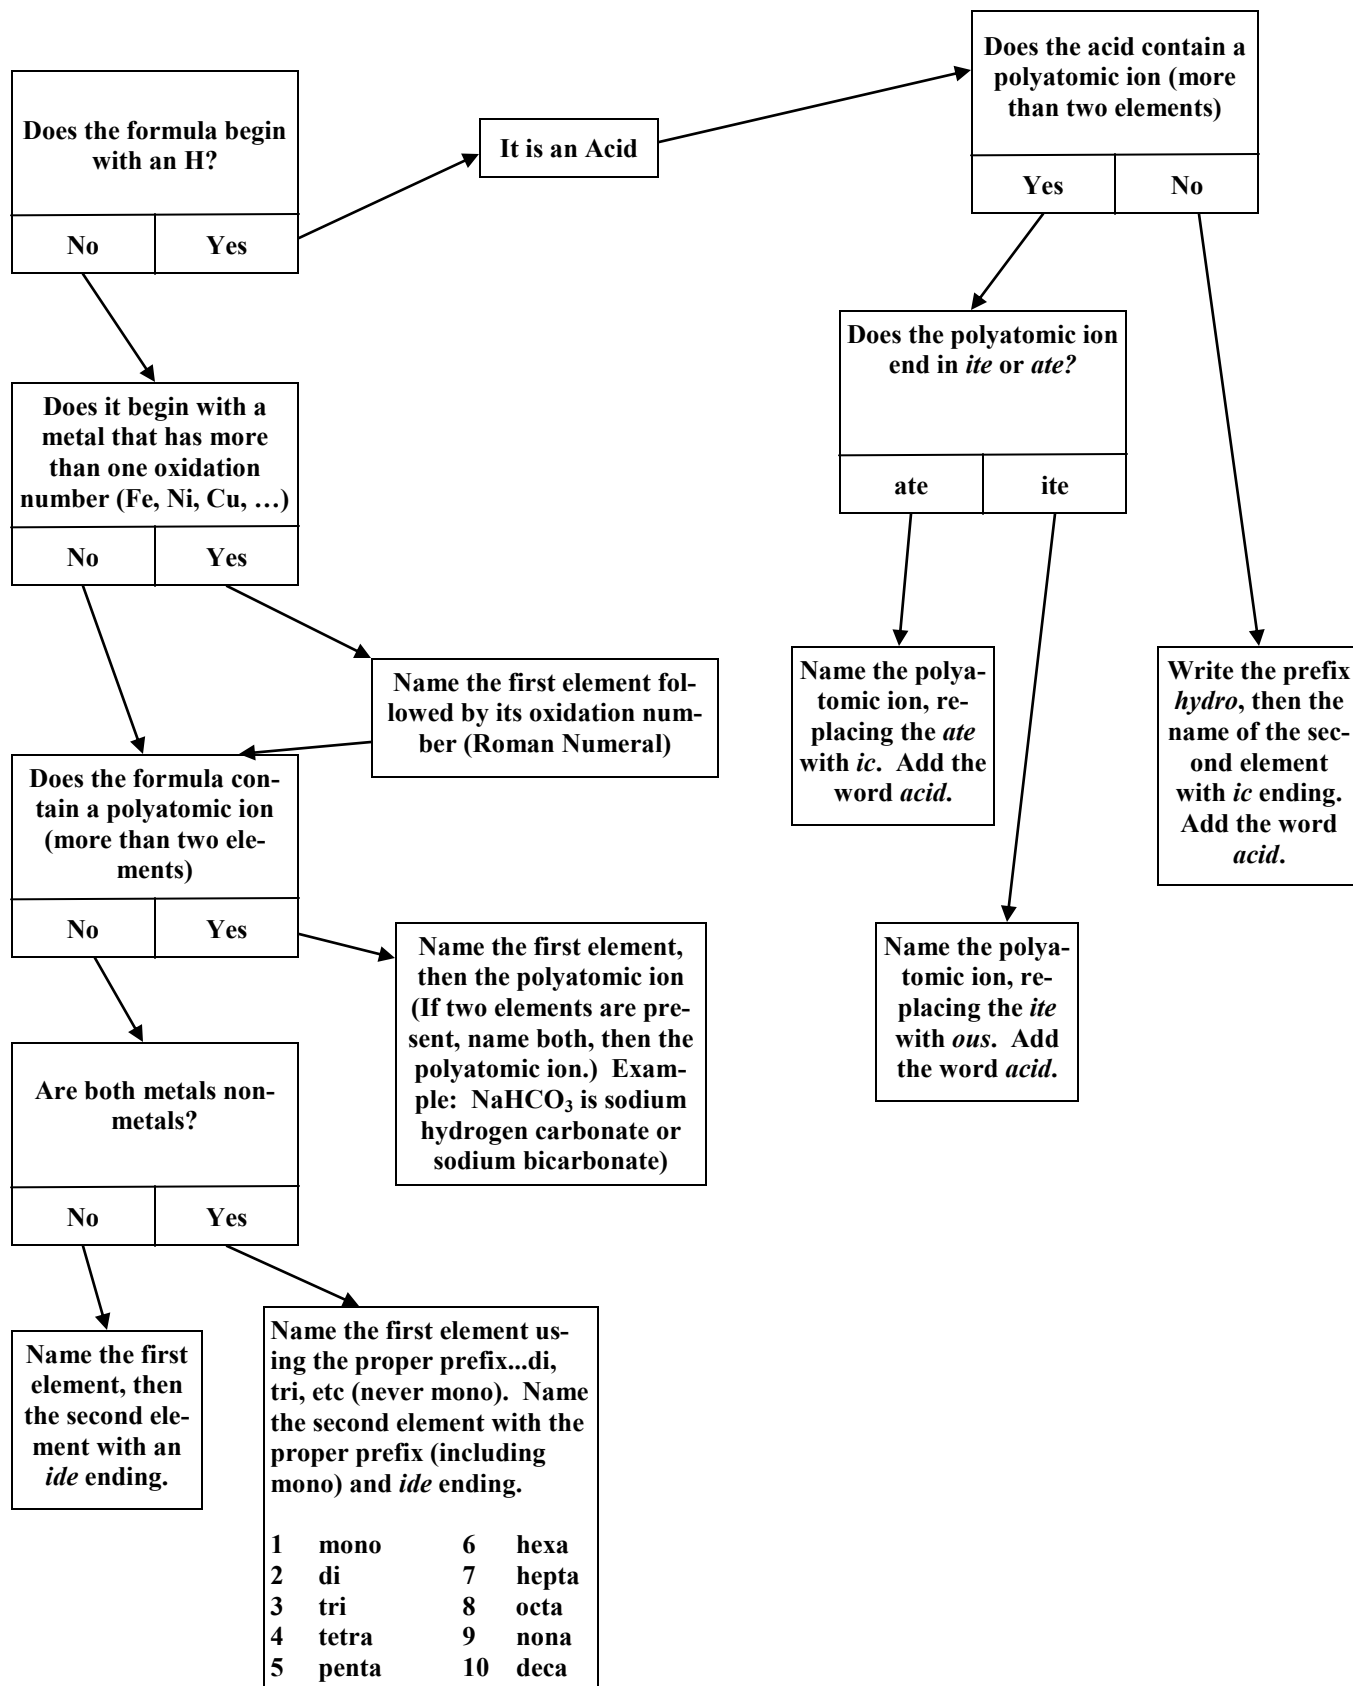 Does the formula begin
with an H?
No Yes
It is an Acid
Does the acid contain a
polyatomic ion (more
than two elements)
Yes No
Does the polyatomic ion
end in ite or ate?
ate ite
Does it begin with a
metal that has more
than one oxidation
number (Fe, Ni, Cu, …)
No Yes
Name the first element fol-
lowed by its oxidation num-
ber (Roman Numeral)
Name the polya-
tomic ion, re-
placing the ate
with ic. Add the
word acid.
Write the prefix
hydro, then the
name of the sec-
ond element
with ic ending.
Add the word
acid.
Does the formula con-
tain a polyatomic ion
(more than two ele-
ments)
No Yes
Name the first element,
then the polyatomic ion
(If two elements are pre-
sent, name both, then the
polyatomic ion.) Exam-
ple: NaHCO₃ is sodium
hydrogen carbonate or
sodium bicarbonate)
Name the polya-
tomic ion, re-
placing the ite
with ous. Add
the word acid.
Are both metals non-
metals?
No Yes
Name the first
element, then
the second ele-
ment with an
ide ending.
Name the first element us-
ing the proper prefix...di,
tri, etc (never mono). Name
the second element with the
proper prefix (including
mono) and ide ending.
1 mono 6 hexa
2 di 7 hepta
3 tri 8 octa
4 tetra 9 nona
5 penta 10 deca